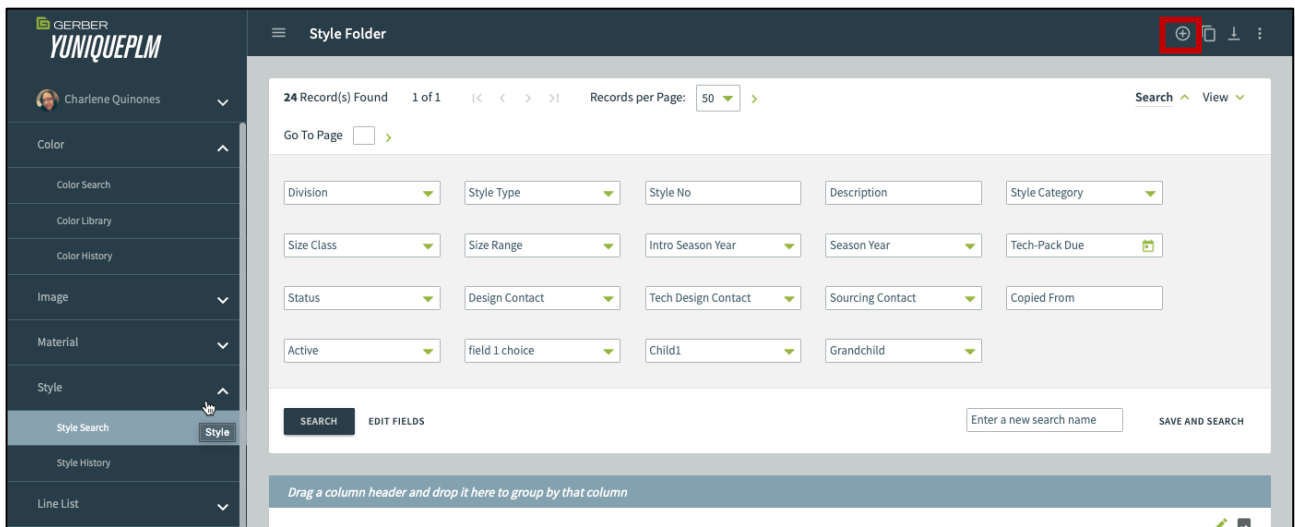 GERBER
YUNIQUEPLM
Charlene Quinones
Color
Color Search
Color Library
Color History
Image
Material
Style
Style Search
Style
Style History
Line List
Style Folder
24 Record(s) Found 1 of 1 Records per Page: 50 Search View
Go To Page
Division Style Type Style No Description Style Category
Size Class Size Range Intro Season Year Season Year Tech-Pack Due
Status Design Contact Tech Design Contact Sourcing Contact Copied From
Active field 1 choice Child1 Grandchild
SEARCH EDIT FIELDS Enter a new search name SAVE AND SEARCH
Drag a column header and drop it here to group by that column